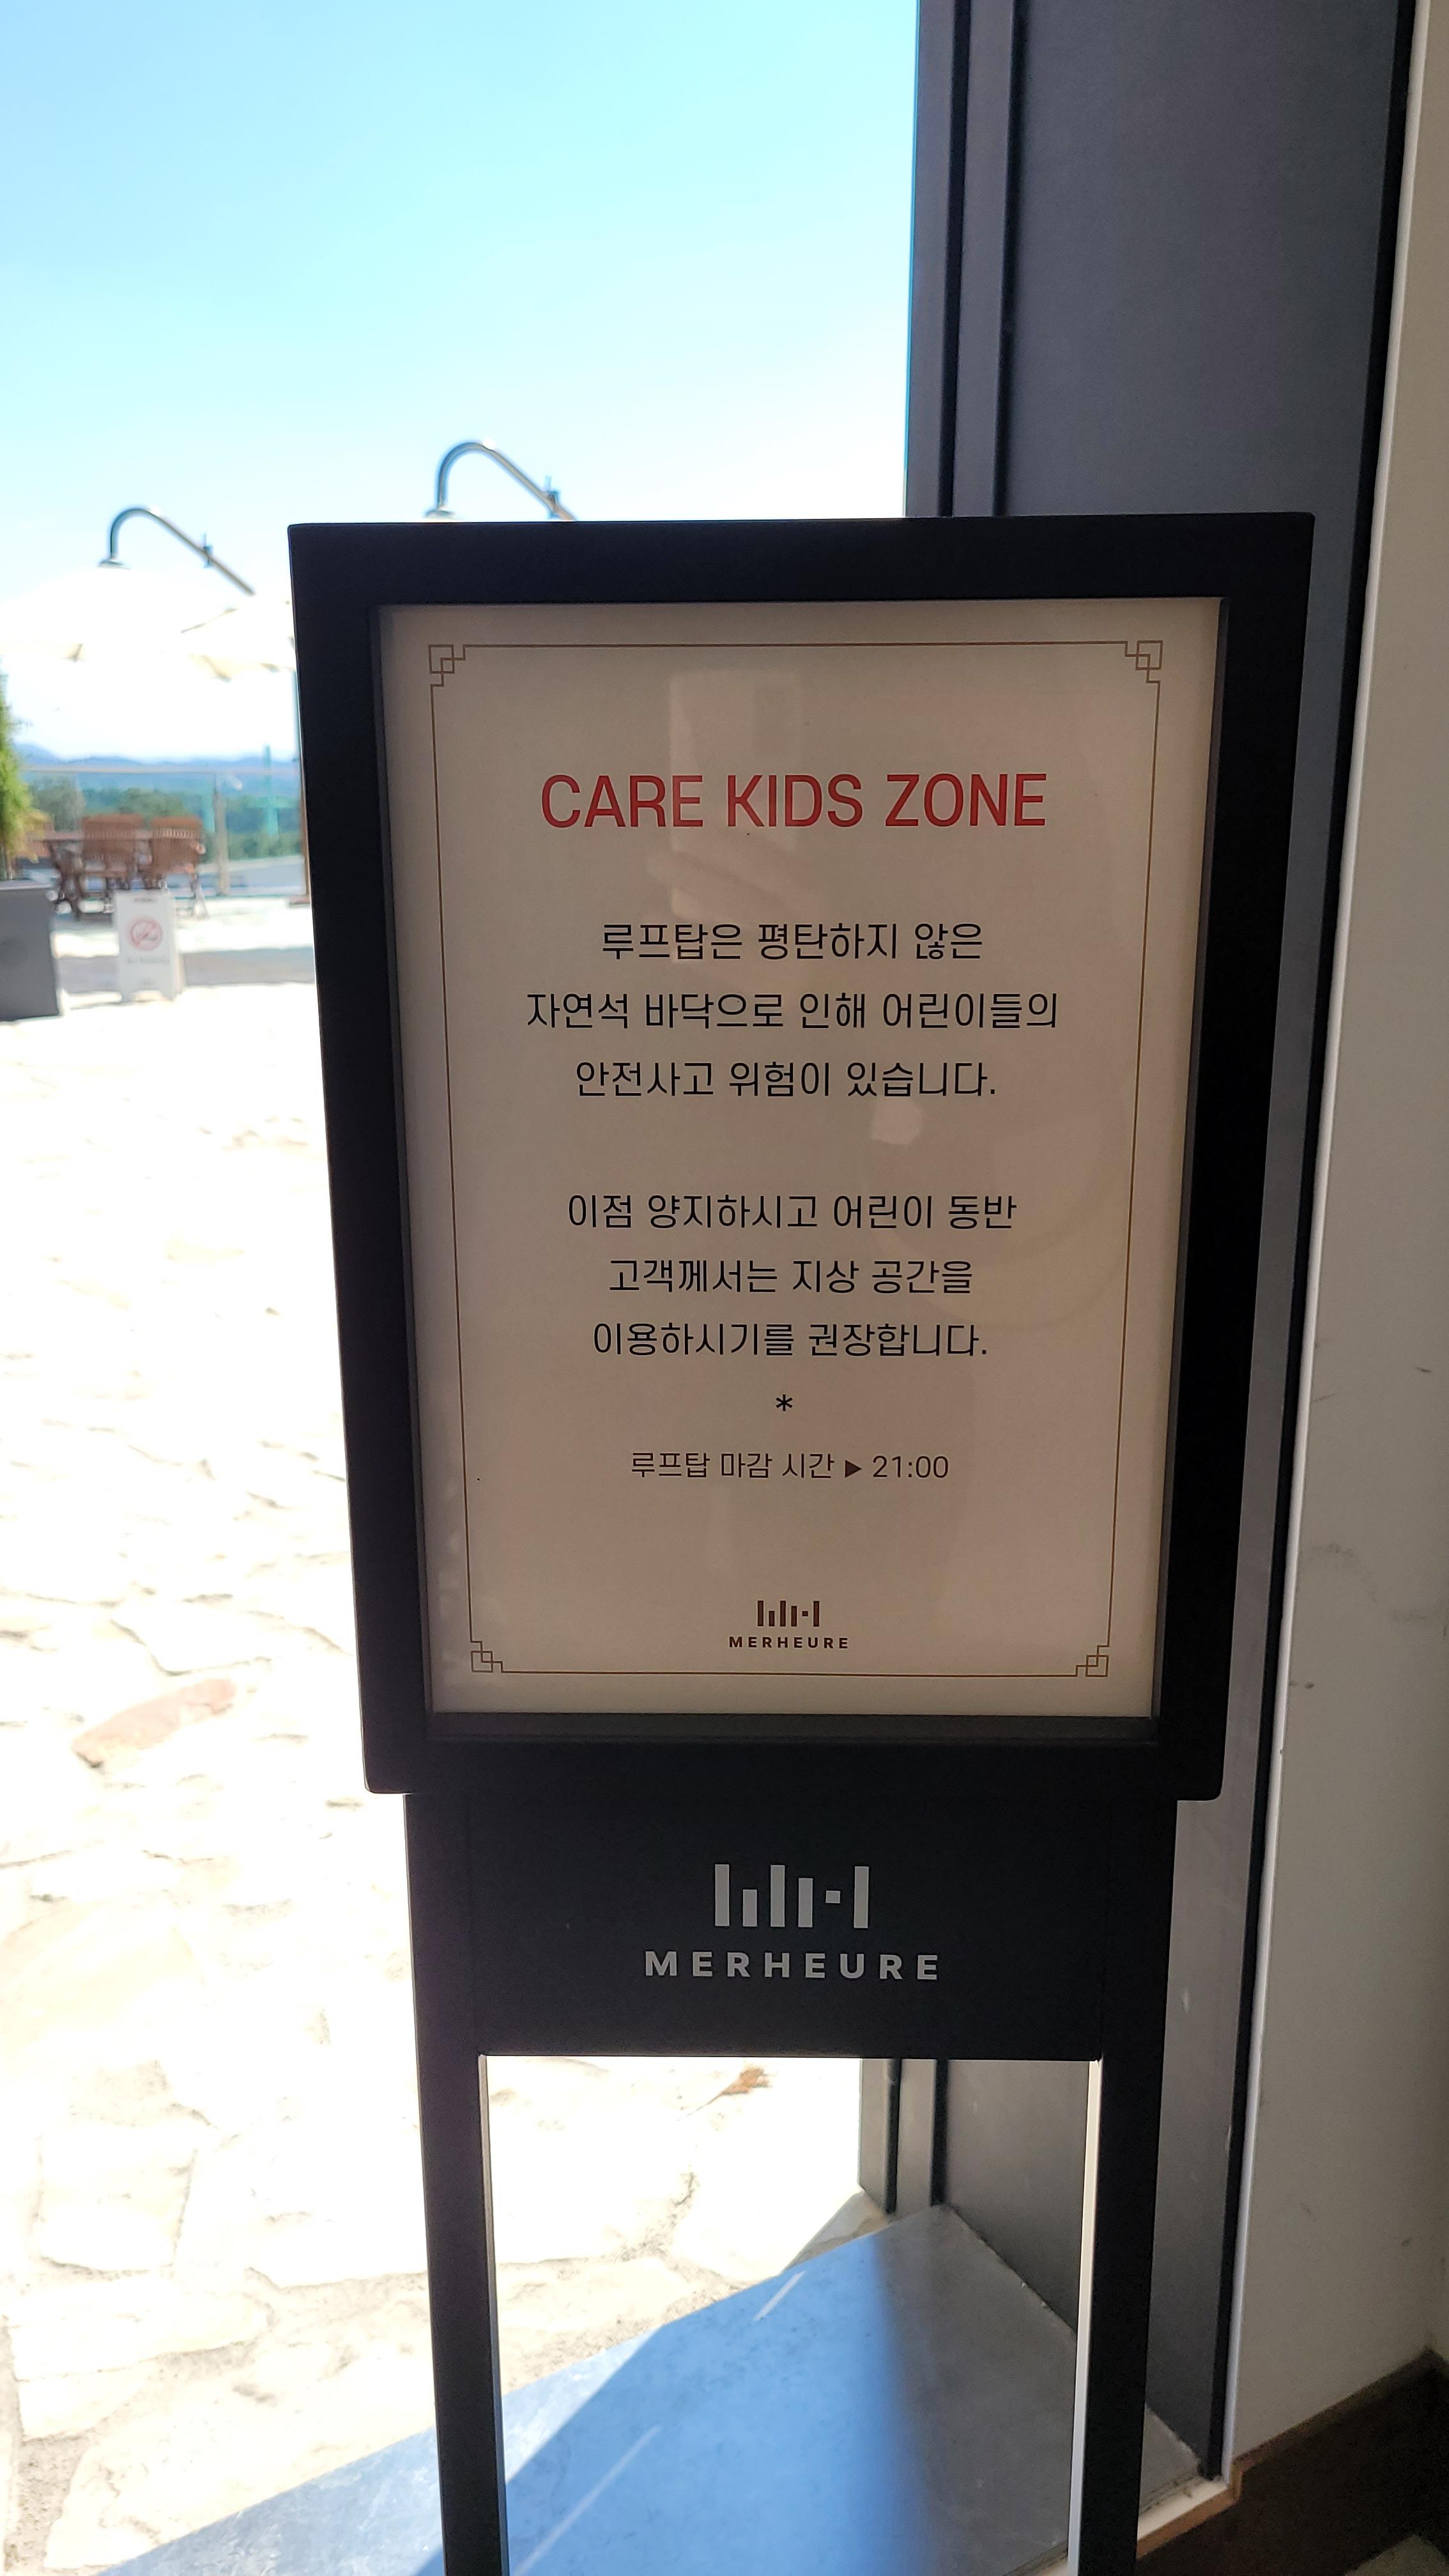 CARE KIDS ZONE
루프탑은 평탄하지 않은
자연석 바닥으로 인해 어린이들의
안전사고 위험이 있습니다.
이점 양지하시고 어린이 동반
고객께서는 지상 공간을
이용하시기를 권장합니다.
*
루프탑 마감 시간 ▶ 21:00
MERHEURE
MERHEURE